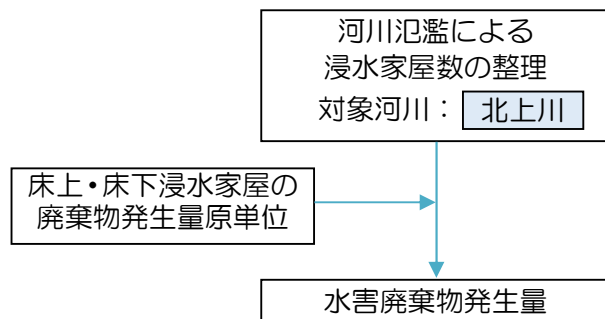 河川氾濫による
浸水家屋数の整理
対象河川： 北上川
床上・床下浸水家屋の
廃棄物発生量原単位
水害廃棄物発生量